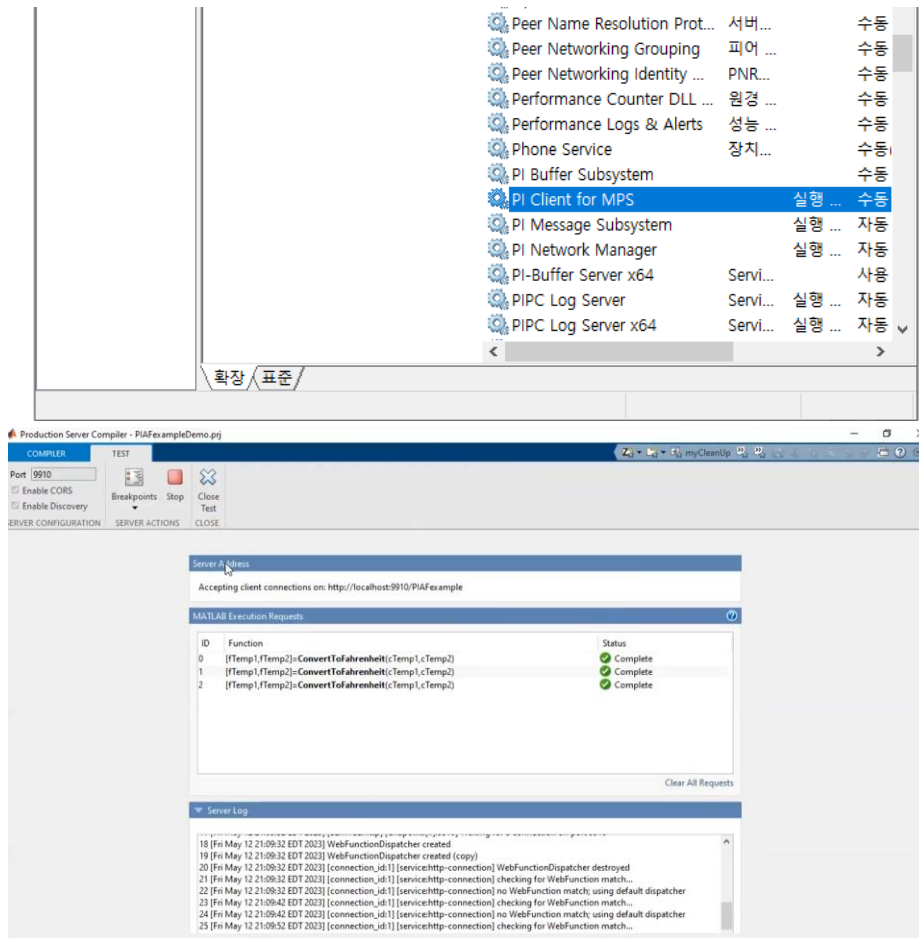 Peer Name Resolution Prot... 서버... 수동
Peer Networking Grouping 피어 ... 수동
Peer Networking Identity ... PNR... 수동
Performance Counter DLL ... 원경 ... 수동
Performance Logs & Alerts 성능 ... 수동
Phone Service 장치... 수동(
PI Buffer Subsystem 수동
PI Client for MPS 실행 ... 수동
PI Message Subsystem 실행 ... 자동
PI Network Manager 실행 ... 자동
PI-Buffer Server x64 Servi... 사용
PIPC Log Server Servi... 실행 ... 자동
PIPC Log Server x64 Servi... 실행 ... 자동
확장 표준
Production Server Compiler - PIAFexampleDemo.prj
COMPILER TEST
myCleanUp
Port 9910
Enable CORS
Enable Discovery
Breakpoints Stop Close Test
SERVER CONFIGURATION SERVER ACTIONS CLOSE
Server Address
Accepting client connections on: http://localhost:9910/PIAFexample
MATLAB Execution Requests
ID Function Status
0 [fTemp1,fTemp2]=ConvertToFahrenheit(cTemp1,cTemp2) Complete
1 [fTemp1,fTemp2]=ConvertToFahrenheit(cTemp1,cTemp2) Complete
2 [fTemp1,fTemp2]=ConvertToFahrenheit(cTemp1,cTemp2) Complete
Clear All Requests
Server Log
18 [Fri May 12 21:09:32 EDT 2023] WebFunctionDispatcher created
19 [Fri May 12 21:09:32 EDT 2023] WebFunctionDispatcher created (copy)
20 [Fri May 12 21:09:32 EDT 2023] [connection_id:1] [service:http-connection] WebFunctionDispatcher destroyed
21 [Fri May 12 21:09:32 EDT 2023] [connection_id:1] [service:http-connection] checking for WebFunction match...
22 [Fri May 12 21:09:32 EDT 2023] [connection_id:1] [service:http-connection] no WebFunction match; using default dispatcher
23 [Fri May 12 21:09:42 EDT 2023] [connection_id:1] [service:http-connection] checking for WebFunction match...
24 [Fri May 12 21:09:42 EDT 2023] [connection_id:1] [service:http-connection] no WebFunction match; using default dispatcher
25 [Fri May 12 21:09:52 EDT 2023] [connection_id:1] [service:http-connection] checking for WebFunction match...